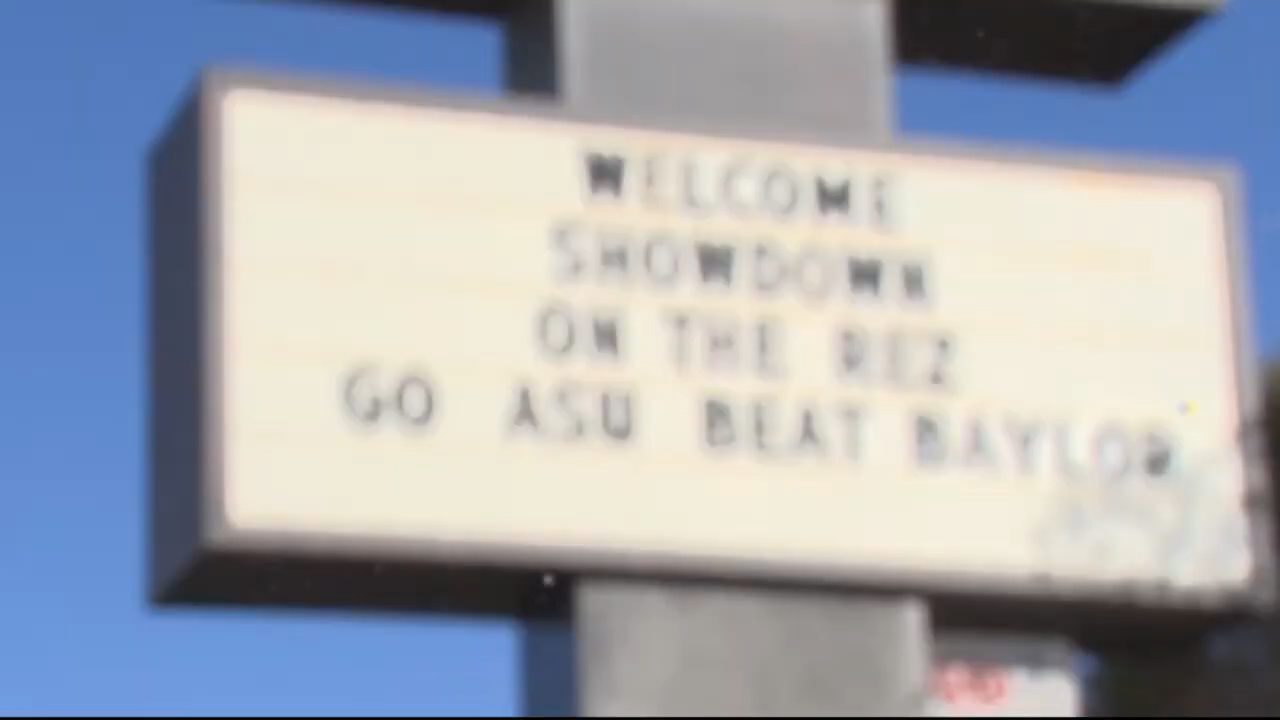 WELCOME
SHOWDOWN
ON THE REZ
GO ASU BEAT BAYLOR